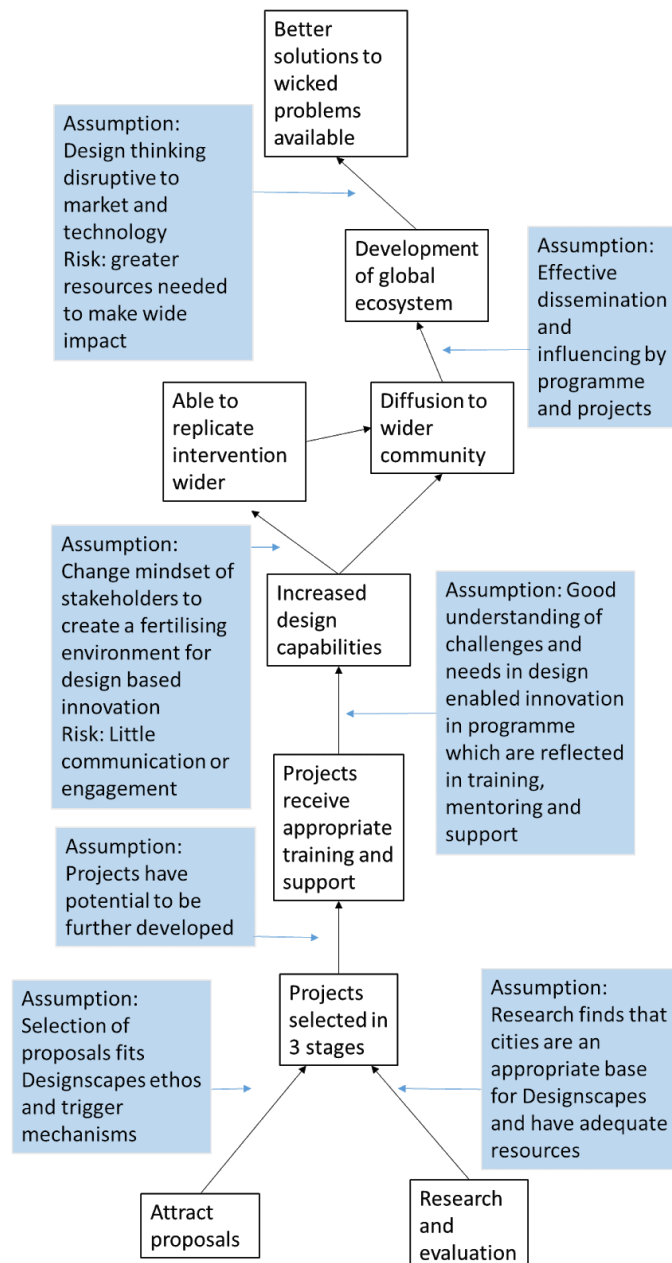 Better
solutions to
wicked
problems
available
Assumption:
Design thinking
disruptive to
market and
technology
Risk: greater
resources needed
to make wide
impact
Development
of global
ecosystem
Assumption:
Effective
dissemination
and
influencing by
programme
and projects
Able to
replicate
intervention
wider
Diffusion to
wider
community
Assumption:
Change mindset of
stakeholders to
create a fertilising
environment for
design based
innovation
Risk: Little
communication or
engagement
Increased
design
capabilities
Assumption: Good
understanding of
challenges and
needs in design
enabled innovation
in programme
which are reflected
in training,
mentoring and
support
Projects
receive
appropriate
training and
support
Assumption:
Projects have
potential to be
further developed
Assumption:
Selection of
proposals fits
Designscapes ethos
and trigger
mechanisms
Projects
selected in
3 stages
Assumption:
Research finds that
cities are an
appropriate base
for Designscapes
and have adequate
resources
Attract
proposals
Research
and
evaluation